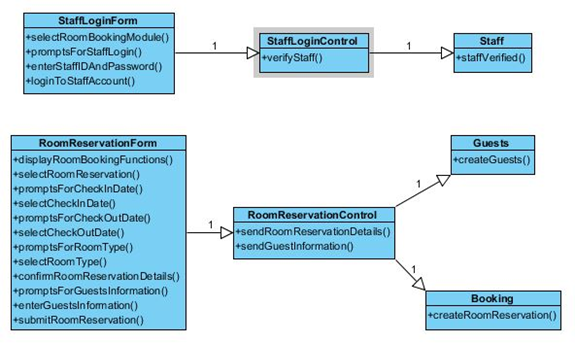 StaffLoginForm
+selectRoomBookingModule()
+promptsForStaffLogin()
+enterStaffIDAndPassword()
+loginToStaffAccount()
1
StaffLoginControl
+verifyStaff()
1
Staff
+staffVerified()
RoomReservationForm
+displayRoomBookingFunctions()
+selectRoomReservation()
+promptsForCheckInDate()
+selectCheckInDate()
+promptsForCheckOutDate()
+selectCheckOutDate()
+promptsForRoomType()
+selectRoomType()
+confirmRoomReservationDetails()
+promptsForGuestsInformation()
+enterGuestsInformation()
+submitRoomReservation()
1
RoomReservationControl
+sendRoomReservationDetails()
+sendGuestInformation()
1
Guests
+createGuests()
1
Booking
+createRoomReservation()